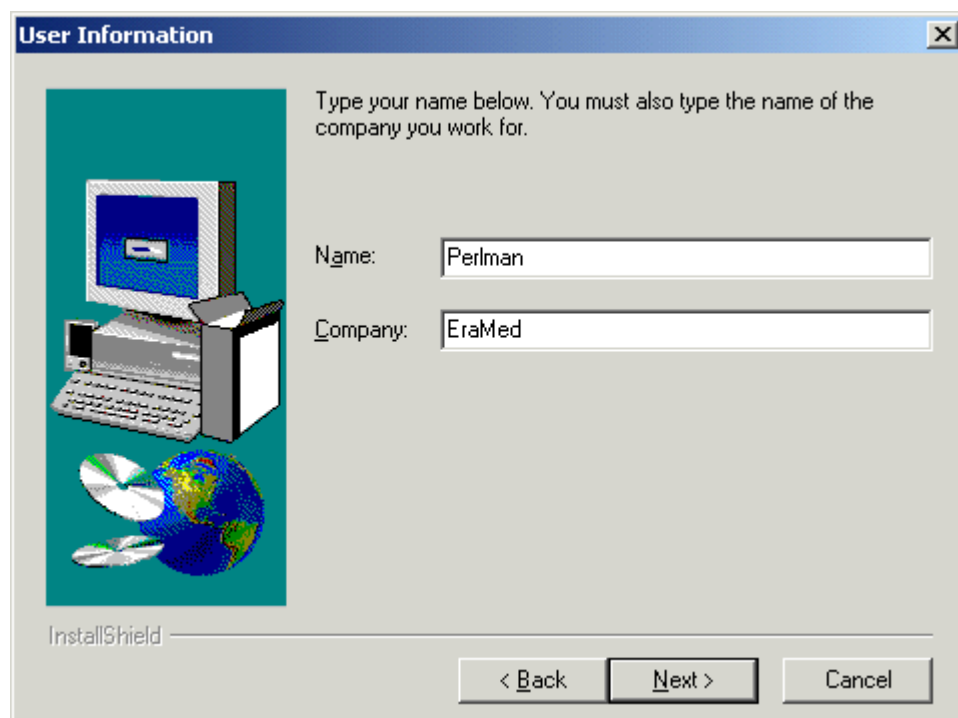 User Information
Type your name below. You must also type the name of the
company you work for.
Name: Perlman
Company: EraMed
InstallShield
< Back Next > Cancel